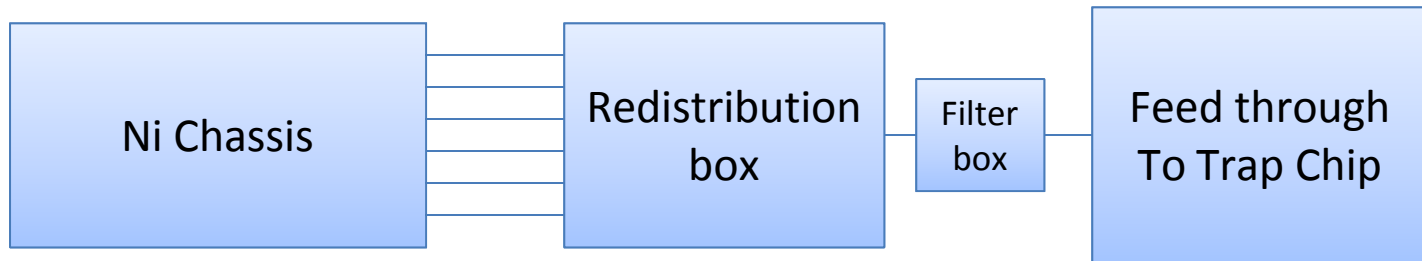 Ni Chassis
Redistribution
box
Filter
box
Feed through
To Trap Chip